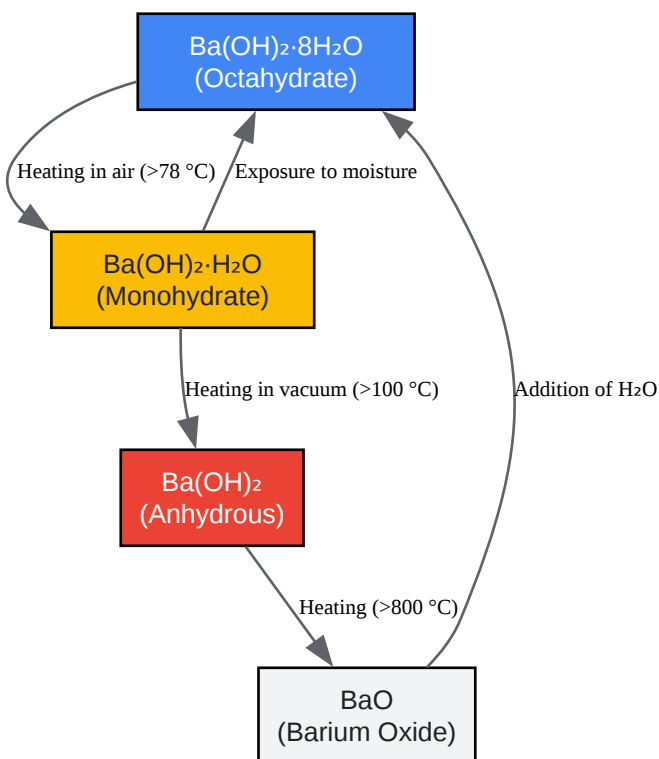 Ba(OH)₂·8H₂O
(Octahydrate)
Heating in air (>78 °C)
Exposure to moisture
Ba(OH)₂·H₂O
(Monohydrate)
Heating in vacuum (>100 °C)
Addition of H₂O
Ba(OH)₂
(Anhydrous)
Heating (>800 °C)
BaO
(Barium Oxide)